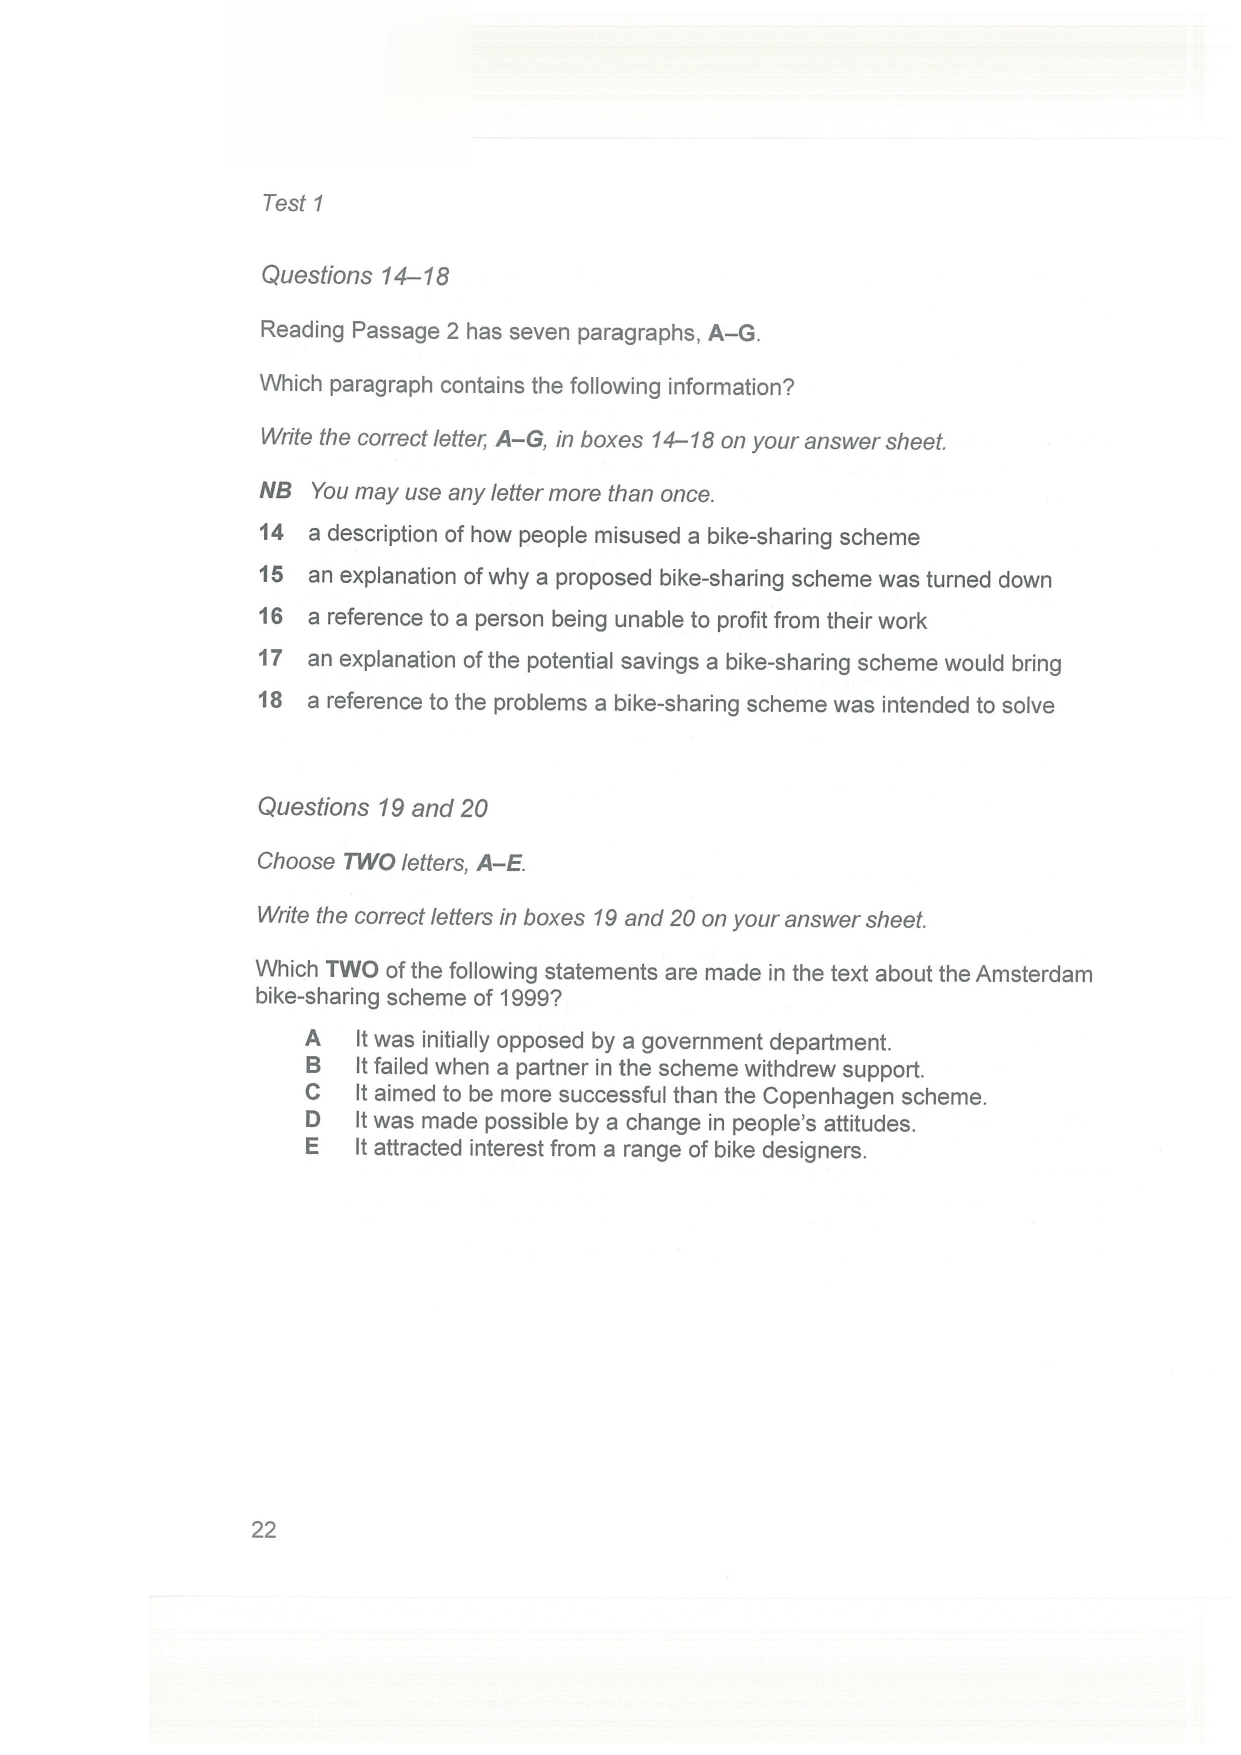 Test 1
Questions 14–18
Reading Passage 2 has seven paragraphs, A–G.
Which paragraph contains the following information?
Write the correct letter, A–G, in boxes 14–18 on your answer sheet.
NB You may use any letter more than once.
14 a description of how people misused a bike-sharing scheme
15 an explanation of why a proposed bike-sharing scheme was turned down
16 a reference to a person being unable to profit from their work
17 an explanation of the potential savings a bike-sharing scheme would bring
18 a reference to the problems a bike-sharing scheme was intended to solve
Questions 19 and 20
Choose TWO letters, A–E.
Write the correct letters in boxes 19 and 20 on your answer sheet.
Which TWO of the following statements are made in the text about the Amsterdam
bike-sharing scheme of 1999?
A It was initially opposed by a government department.
B It failed when a partner in the scheme withdrew support.
C It aimed to be more successful than the Copenhagen scheme.
D It was made possible by a change in people's attitudes.
E It attracted interest from a range of bike designers.
22